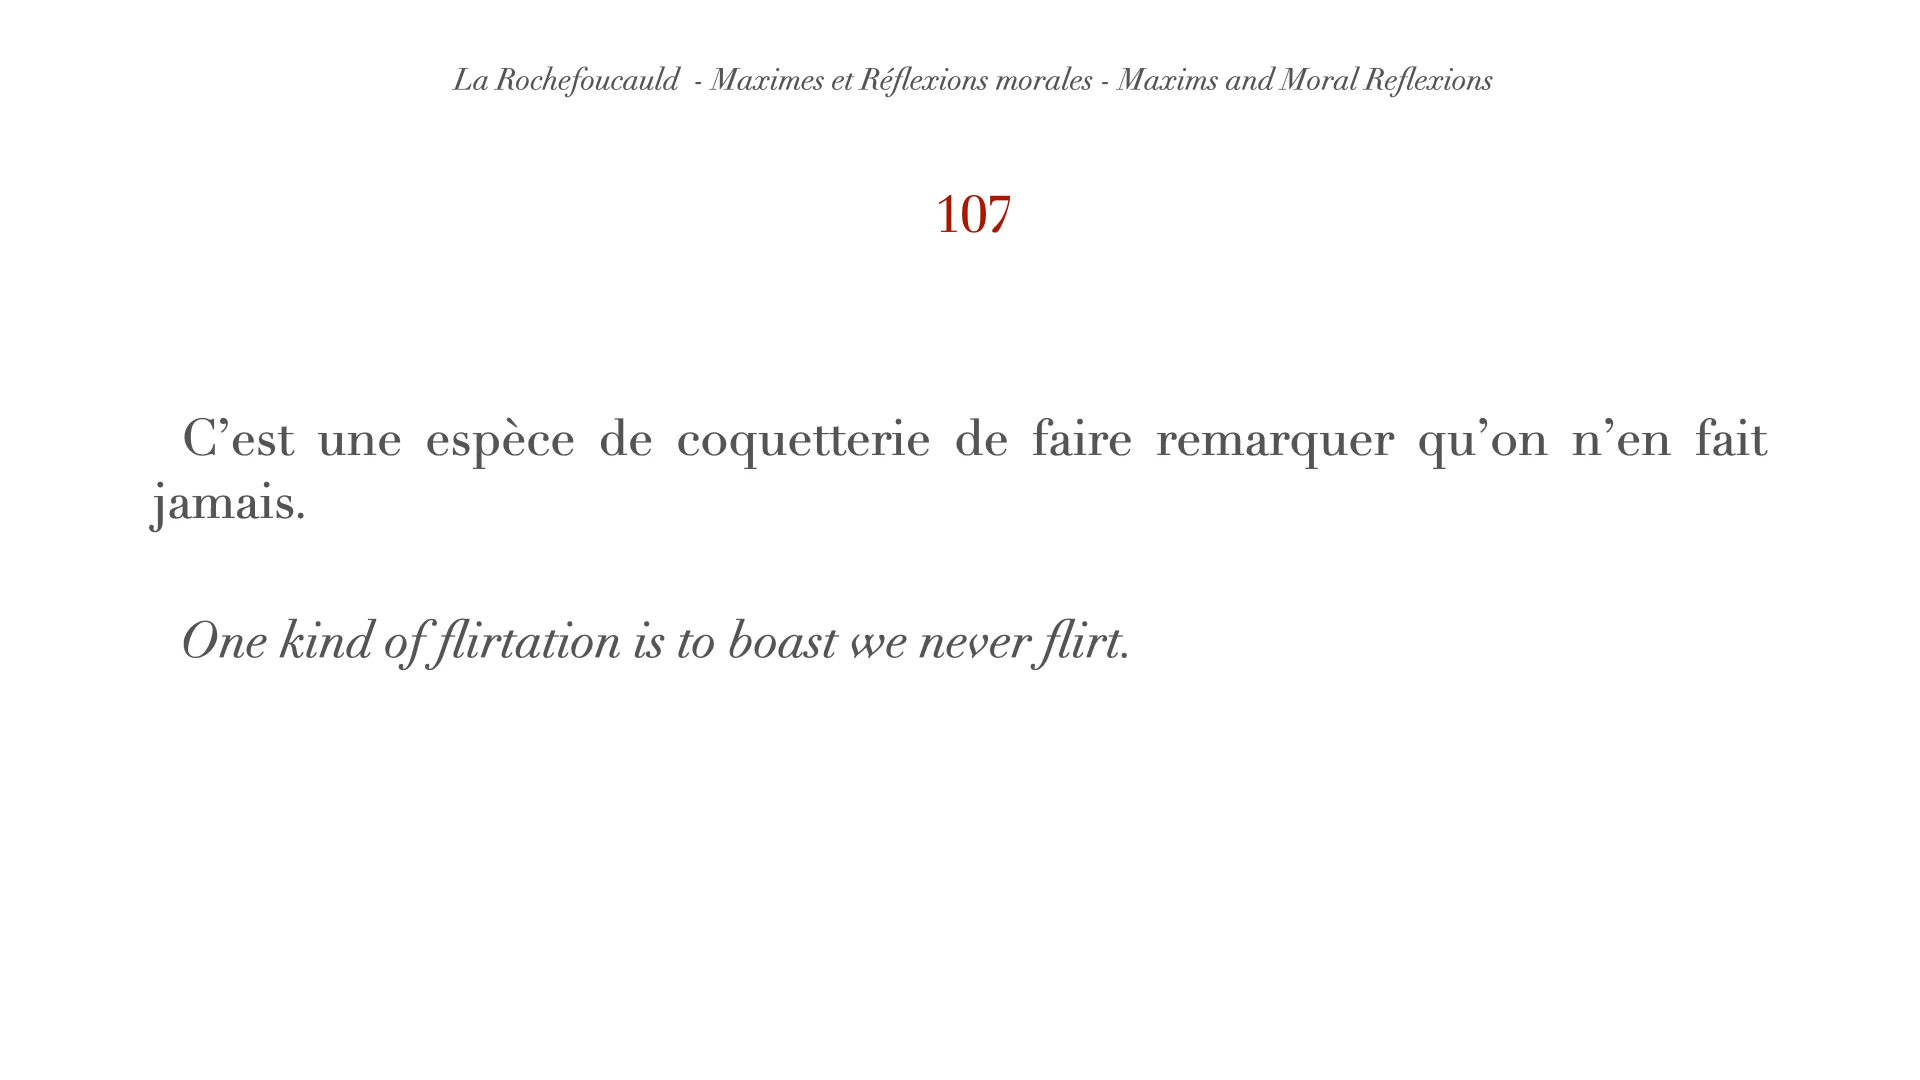 La Rochefoucauld - Maximes et Réflexions morales - Maxims and Moral Reflexions
107
C’est une espèce de coquetterie de faire remarquer qu’on n’en fait
jamais.
One kind of flirtation is to boast we never flirt.